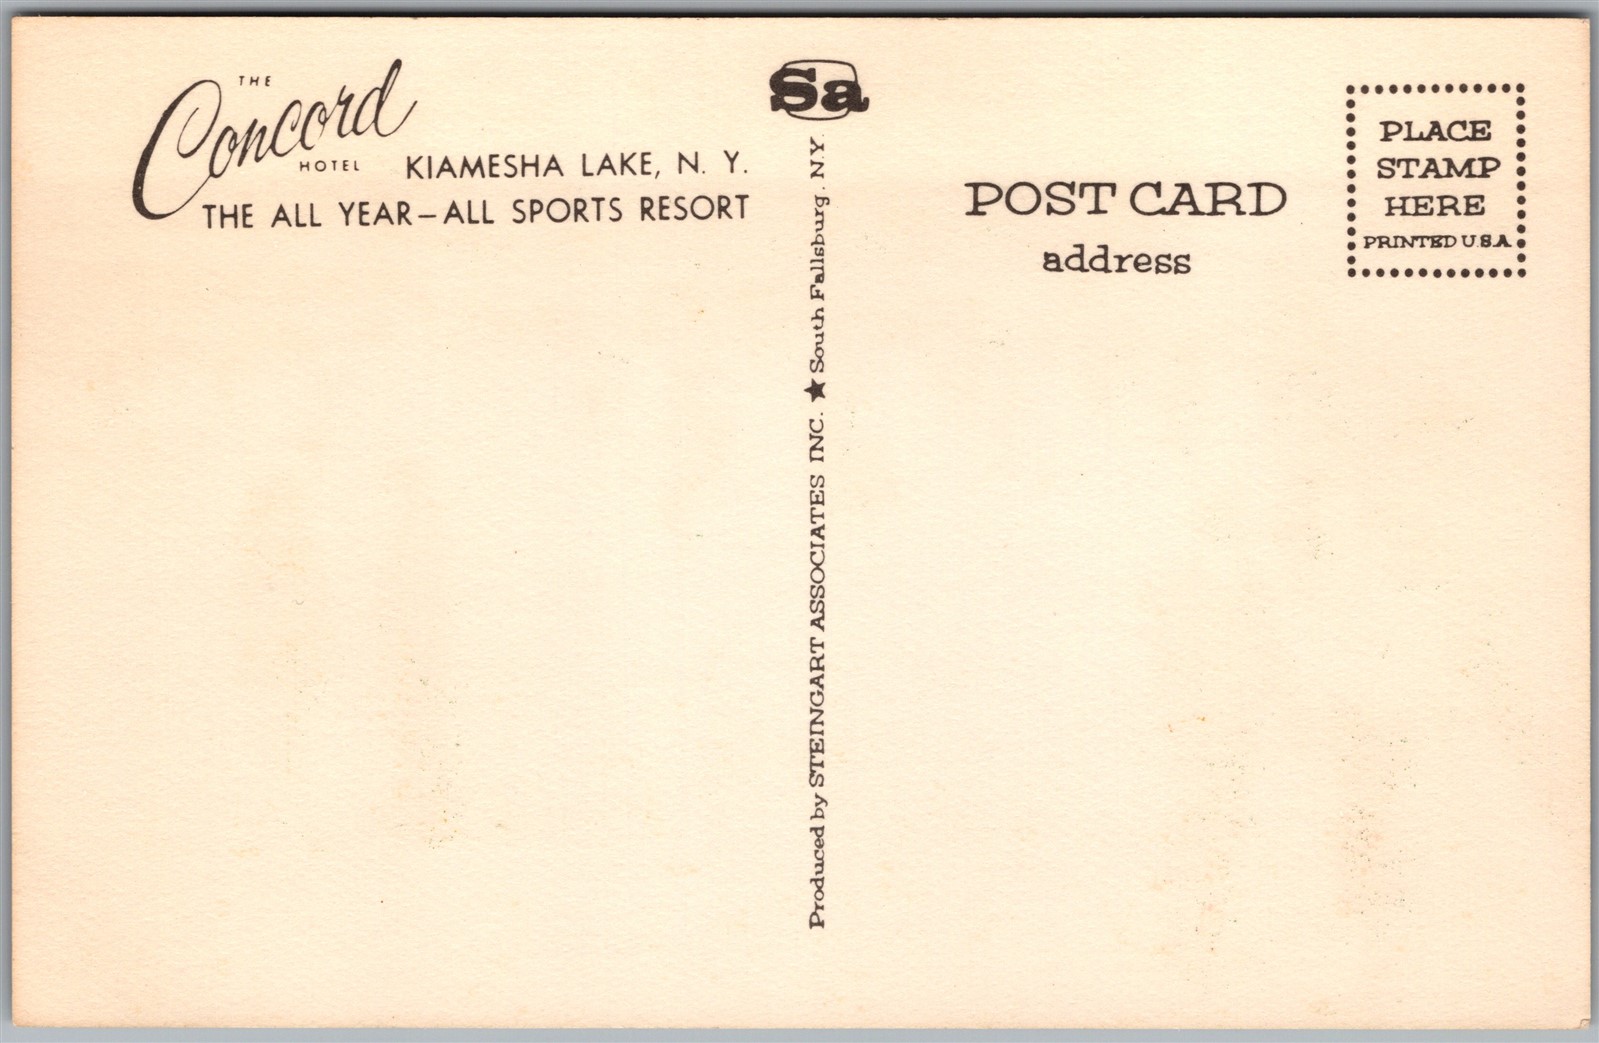 THE
Concord
HOTEL
KIAMESHA LAKE, N. Y.
THE ALL YEAR—ALL SPORTS RESORT
Sa
Produced by STEINGART ASSOCIATES INC. ★ South Fallsburg. N.Y.
POST CARD
address
PLACE
STAMP
HERE
PRINTED U.S.A.